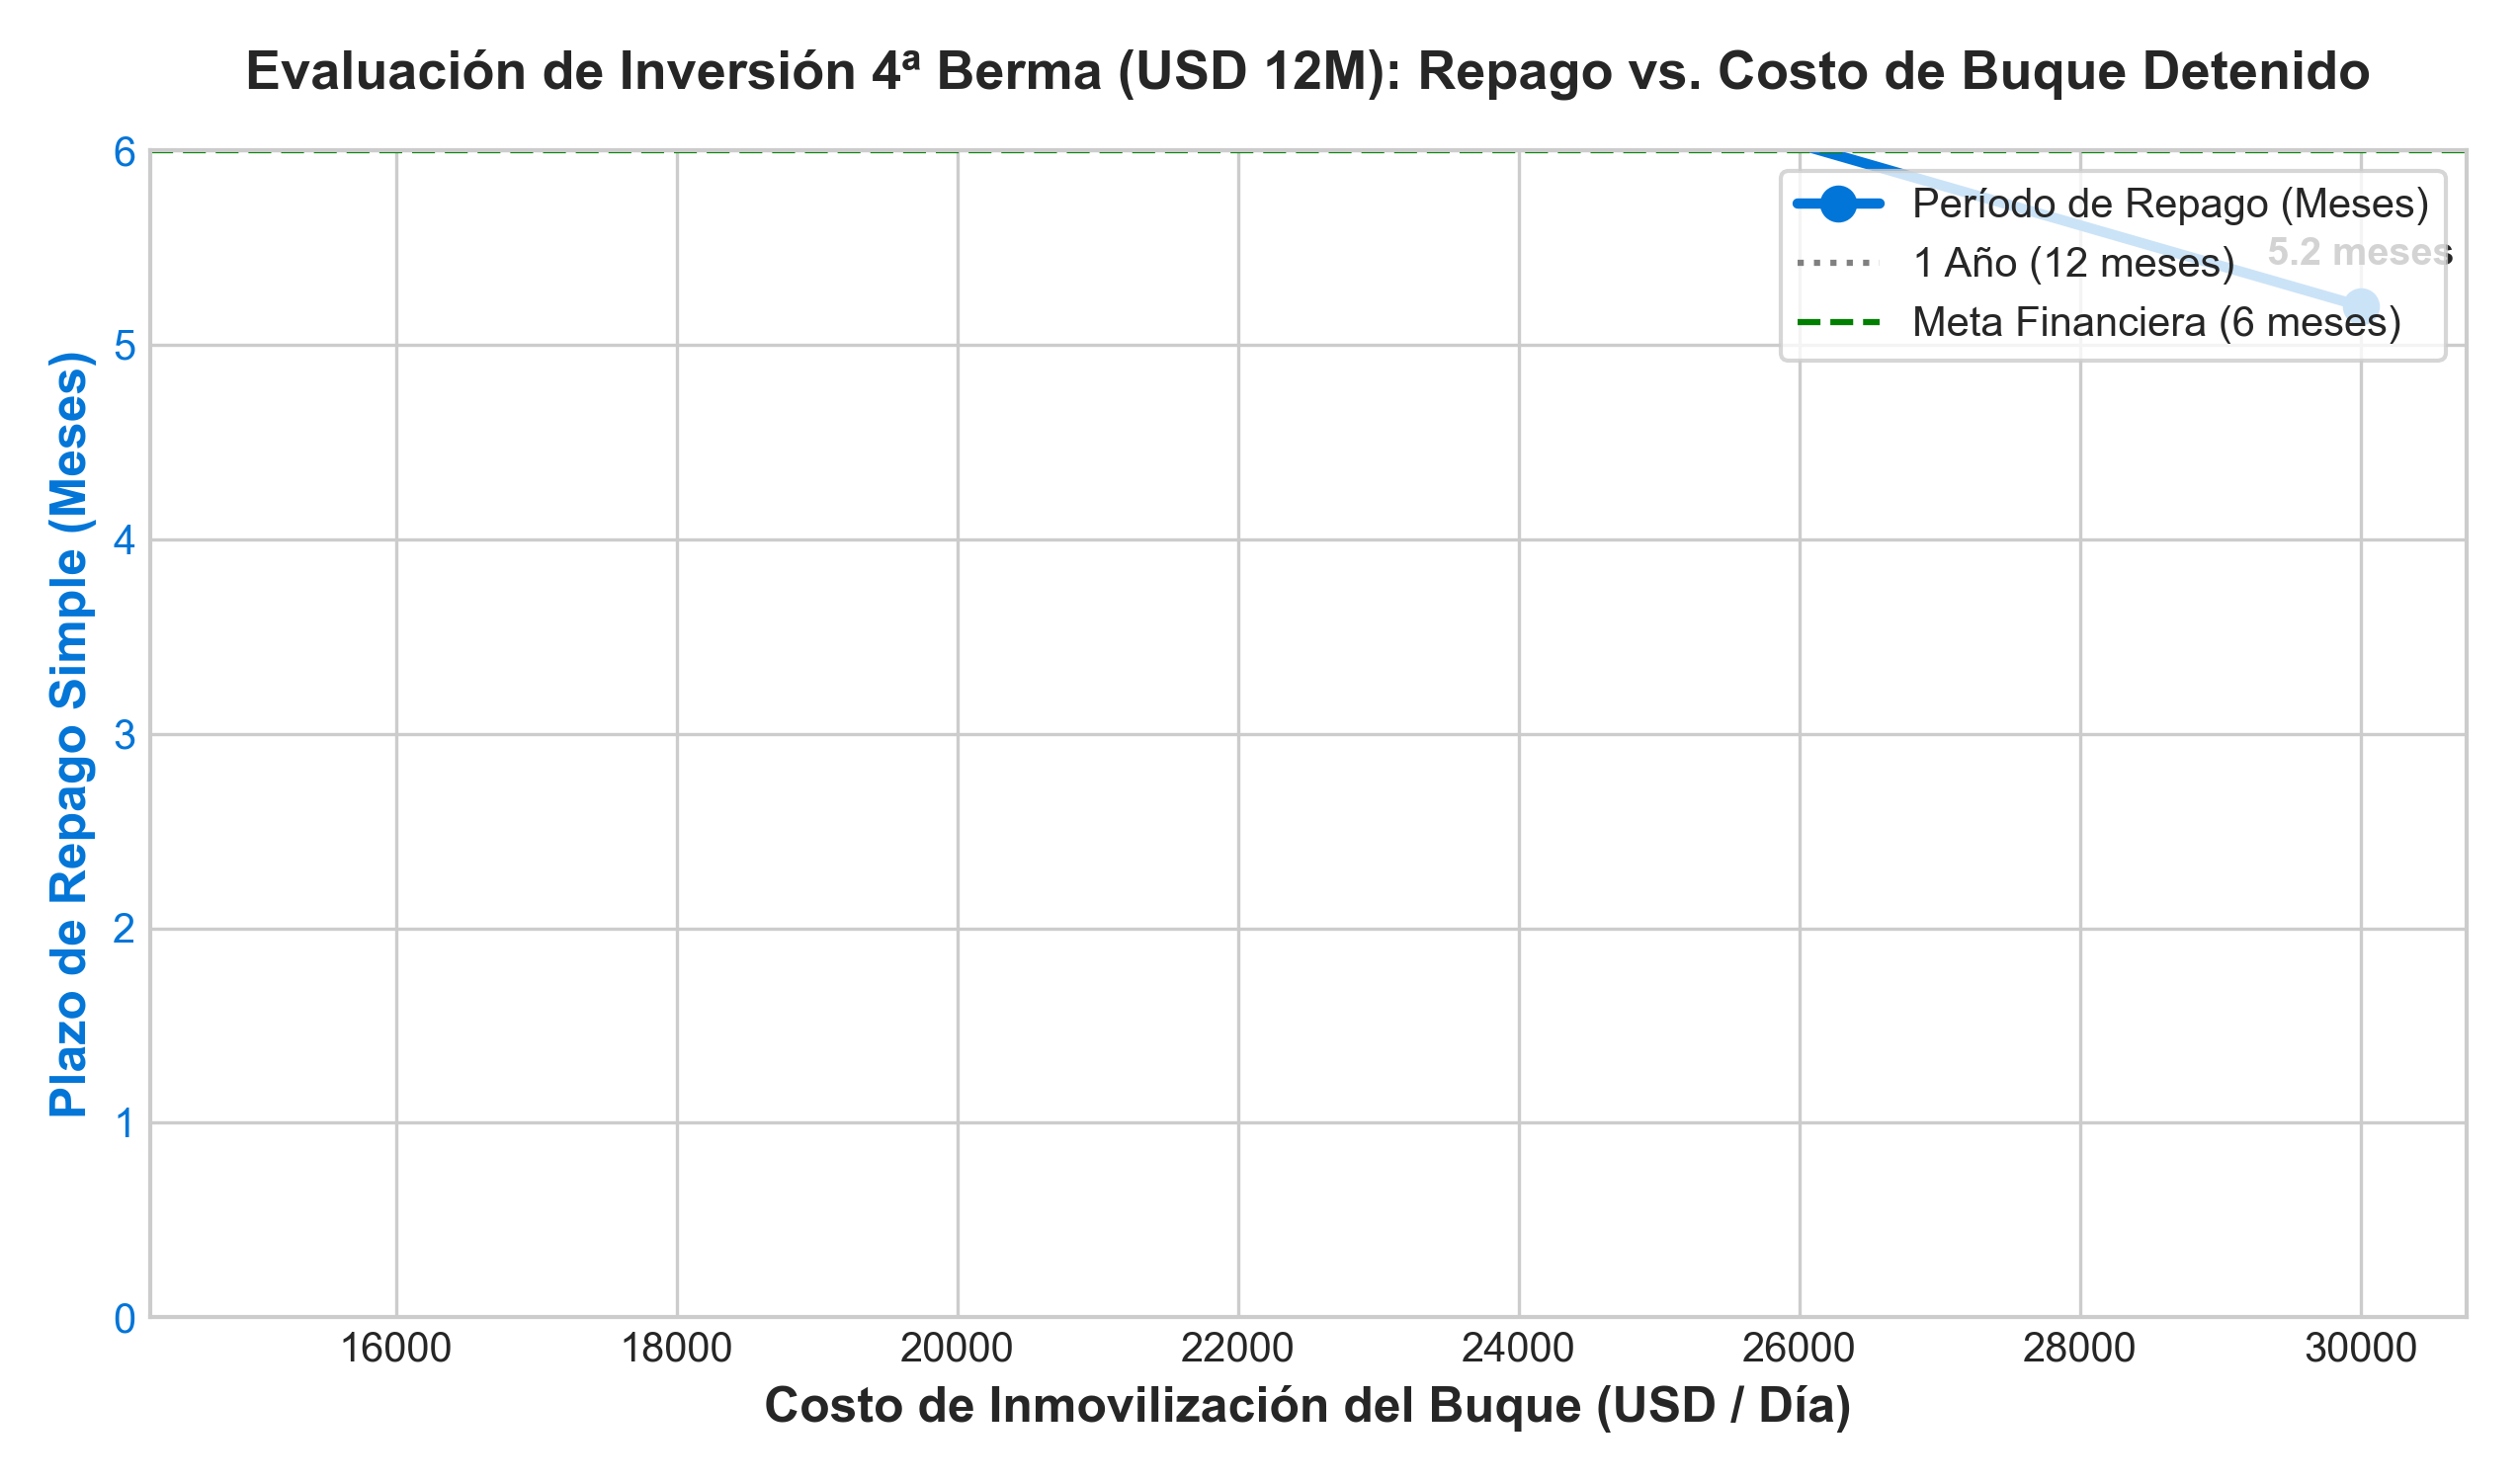 Evaluación de Inversión 4ª Berma (USD 12M): Repago vs. Costo de Buque Detenido
Plazo de Repago Simple (Meses)
6
5
4
3
2
1
0
Período de Repago (Meses)
1 Año (12 meses)
Meta Financiera (6 meses)
5.2 meses
16000 18000 20000 22000 24000 26000 28000 30000
Costo de Inmovilización del Buque (USD / Día)